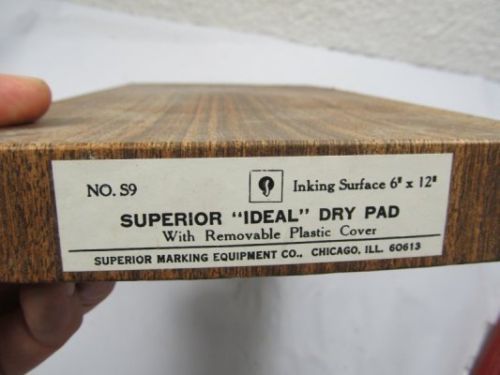 NO. S9 Inking Surface 6" x 12"
SUPERIOR "IDEAL" DRY PAD
With Removable Plastic Cover
SUPERIOR MARKING EQUIPMENT CO., CHICAGO, ILL. 60613